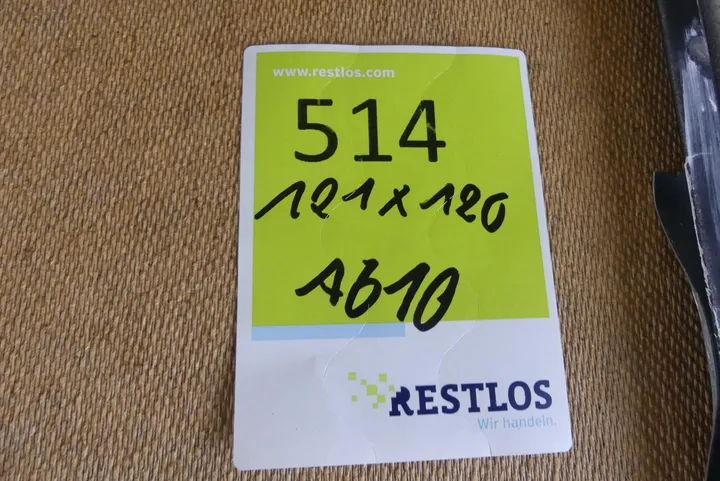 www.restlos.com
514
121 x 120
A610
RESTLOS
Wir handeln.